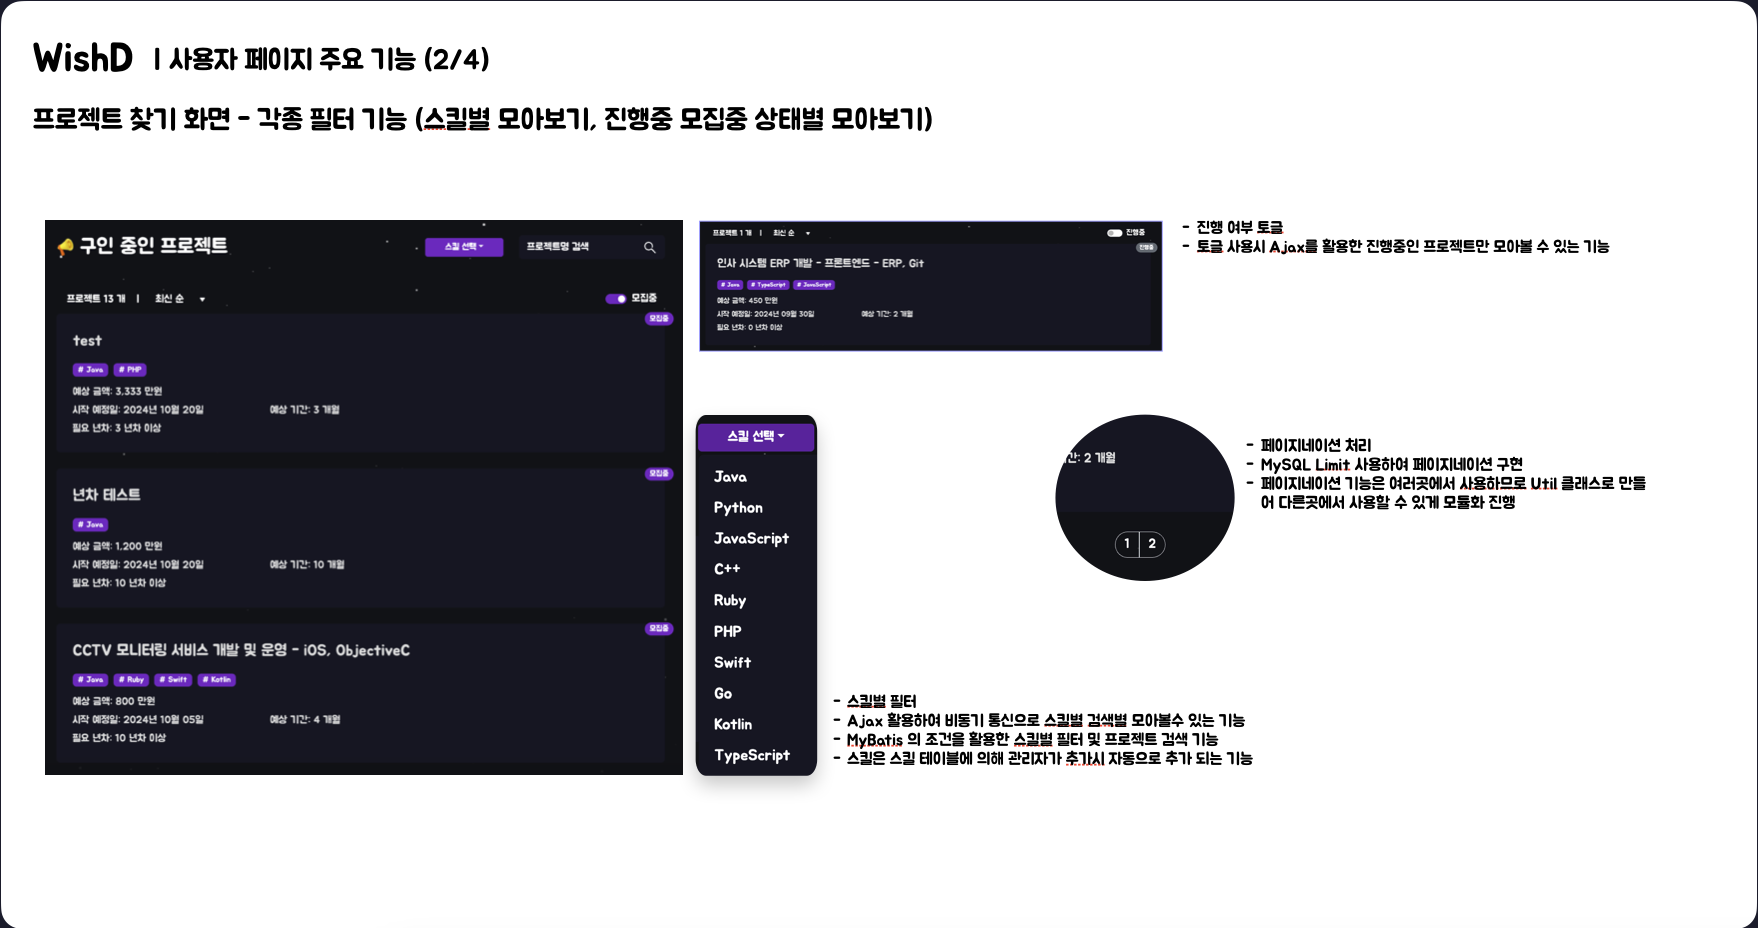 WishD | 사용자 페이지 주요 기능 (2/4)
프로젝트 찾기 화면 - 각종 필터 기능 (스킬별 모아보기, 진행중 모집중 상태별 모아보기)
구인 중인 프로젝트
스킬 선택
프로젝트명 검색
프로젝트 13 개 | 최신 순
모집중
모집중
test
# Java # PHP
예상 금액: 3,333 만원
시작 예정일: 2024년 10월 20일 예상 기간: 3 개월
필요 년차: 3 년차 이상
모집중
년차 테스트
# Java
예상 금액: 1,200 만원
시작 예정일: 2024년 10월 20일 예상 기간: 10 개월
필요 년차: 10 년차 이상
모집중
CCTV 모니터링 서비스 개발 및 운영 - iOS, ObjectiveC
# Java # Ruby # Swift # Kotlin
예상 금액: 800 만원
시작 예정일: 2024년 10월 05일 예상 기간: 4 개월
필요 년차: 10 년차 이상
프로젝트 1 개 | 최신 순
진행중
진행중
인사 시스템 ERP 개발 - 프론트엔드 - ERP, Git
# Java # TypeScript # JavaScript
예상 금액: 450 만원
시작 예정일: 2024년 09월 30일 예상 기간: 2 개월
필요 년차: 0 년차 이상
- 진행 여부 토글
- 토글 사용시 Ajax를 활용한 진행중인 프로젝트만 모아볼 수 있는 기능
스킬 선택
Java
Python
JavaScript
C++
Ruby
PHP
Swift
Go
Kotlin
TypeScript
- 스킬별 필터
- Ajax 활용하여 비동기 통신으로 스킬별 검색별 모아볼수 있는 기능
- MyBatis 의 조건을 활용한 스킬별 필터 및 프로젝트 검색 기능
- 스킬은 스킬 테이블에 의해 관리자가 추가시 자동으로 추가 되는 기능
간: 2 개월
1 2
- 페이지네이션 처리
- MySQL Limit 사용하여 페이지네이션 구현
- 페이지네이션 기능은 여러곳에서 사용하므로 Util 클래스로 만들
어 다른곳에서 사용할 수 있게 모듈화 진행